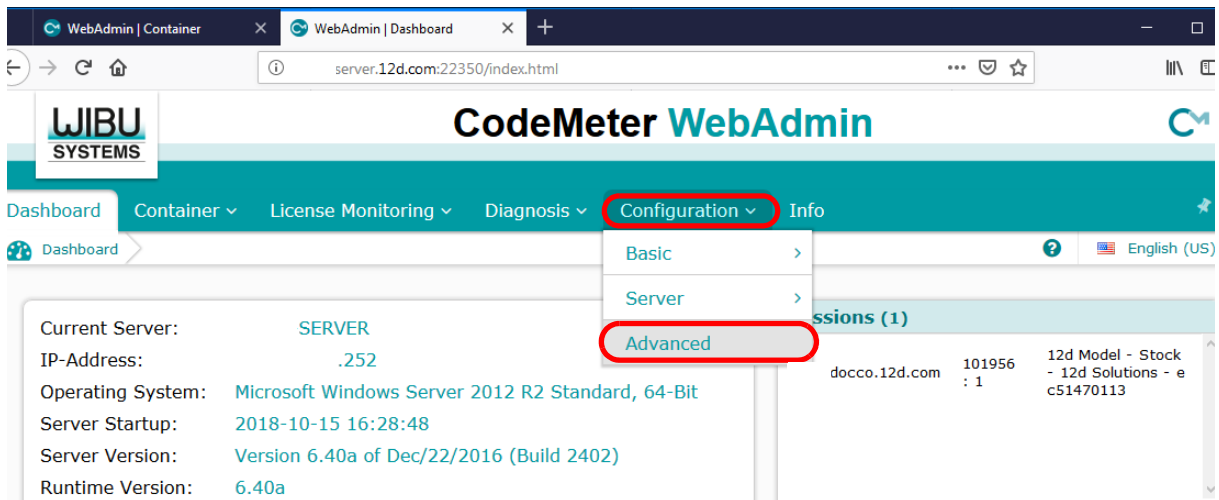 WebAdmin | Container
WebAdmin | Dashboard
server.12d.com:22350/index.html
WIBU
SYSTEMS
CodeMeter WebAdmin
Dashboard Container License Monitoring Diagnosis Configuration Info
Dashboard
English (US)
Basic
Server
Advanced
Current Server: SERVER
IP-Address: .252
Operating System: Microsoft Windows Server 2012 R2 Standard, 64-Bit
Server Startup: 2018-10-15 16:28:48
Server Version: Version 6.40a of Dec/22/2016 (Build 2402)
Runtime Version: 6.40a
ssions (1)
docco.12d.com
101956
: 1
12d Model - Stock
- 12d Solutions - e
c51470113